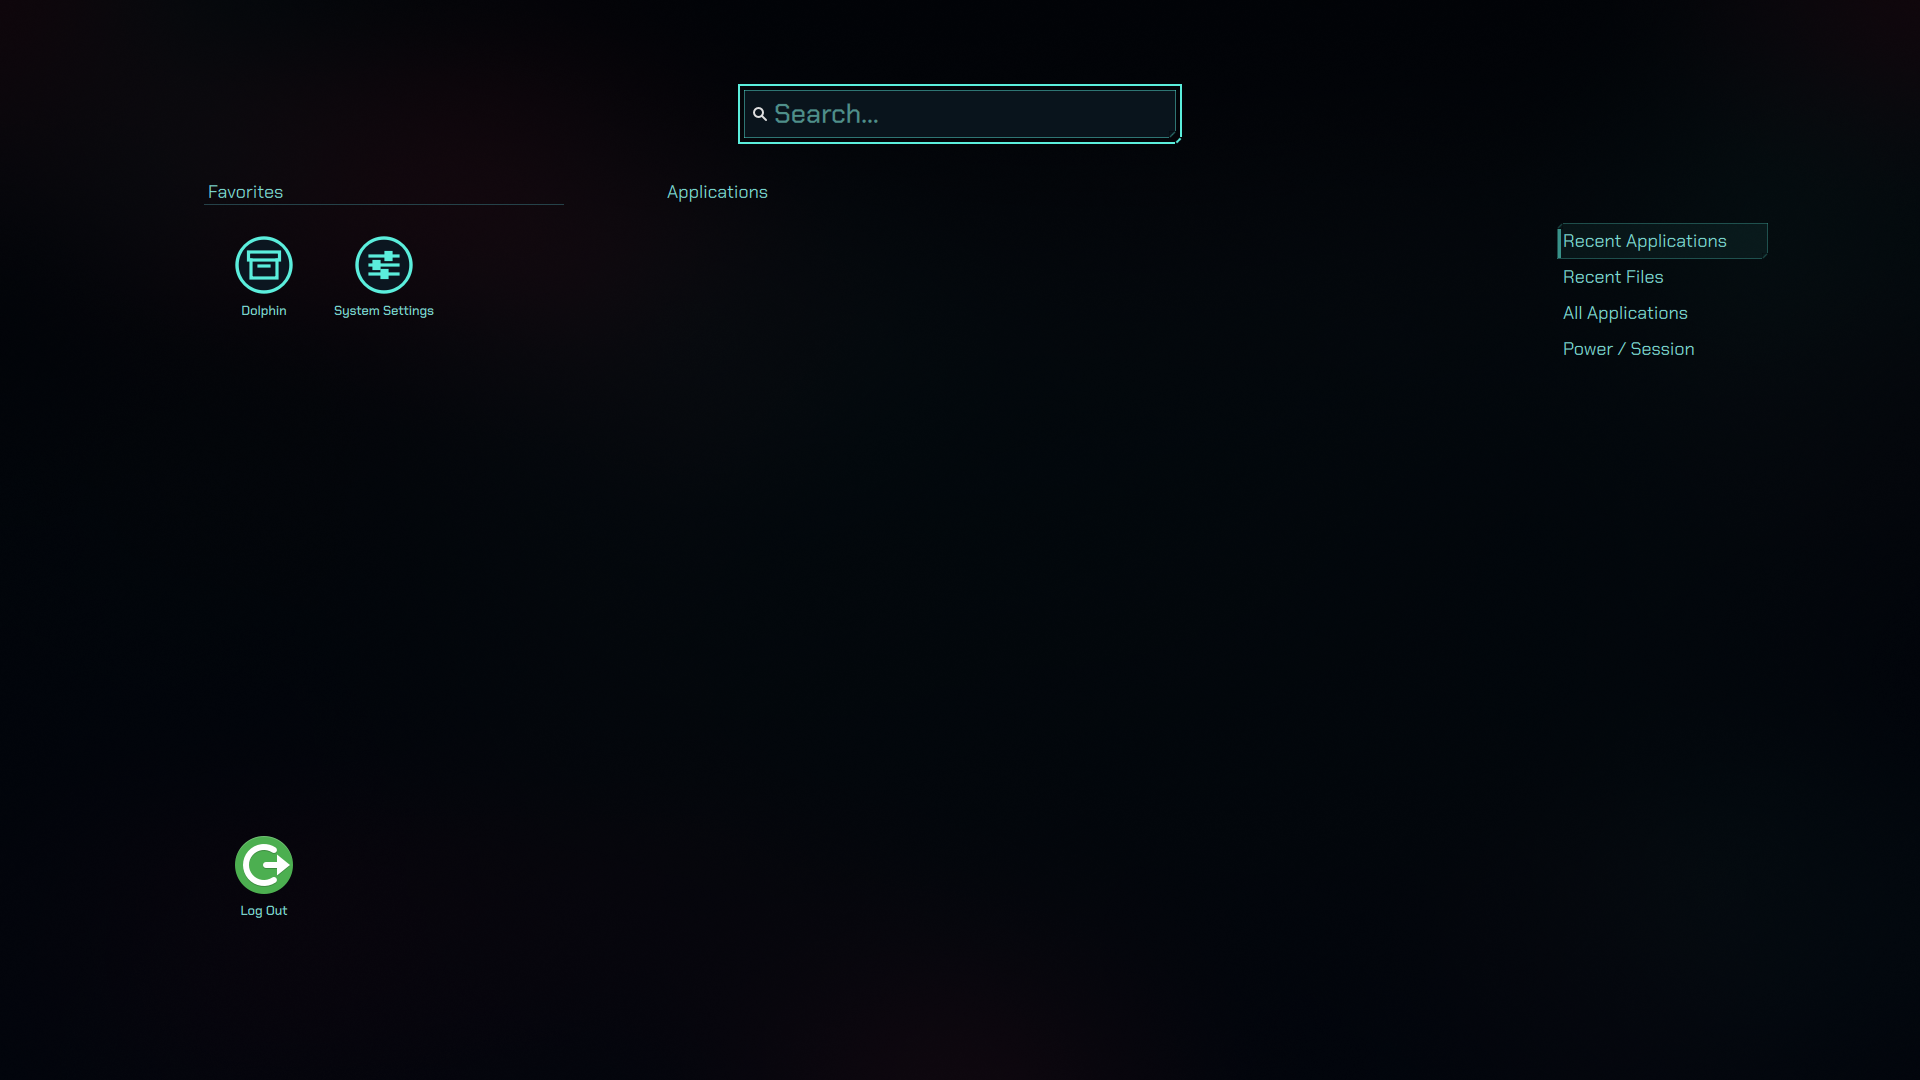 Search...
Favorites
Applications
Recent Applications
Recent Files
All Applications
Power / Session
Dolphin
System Settings
Log Out